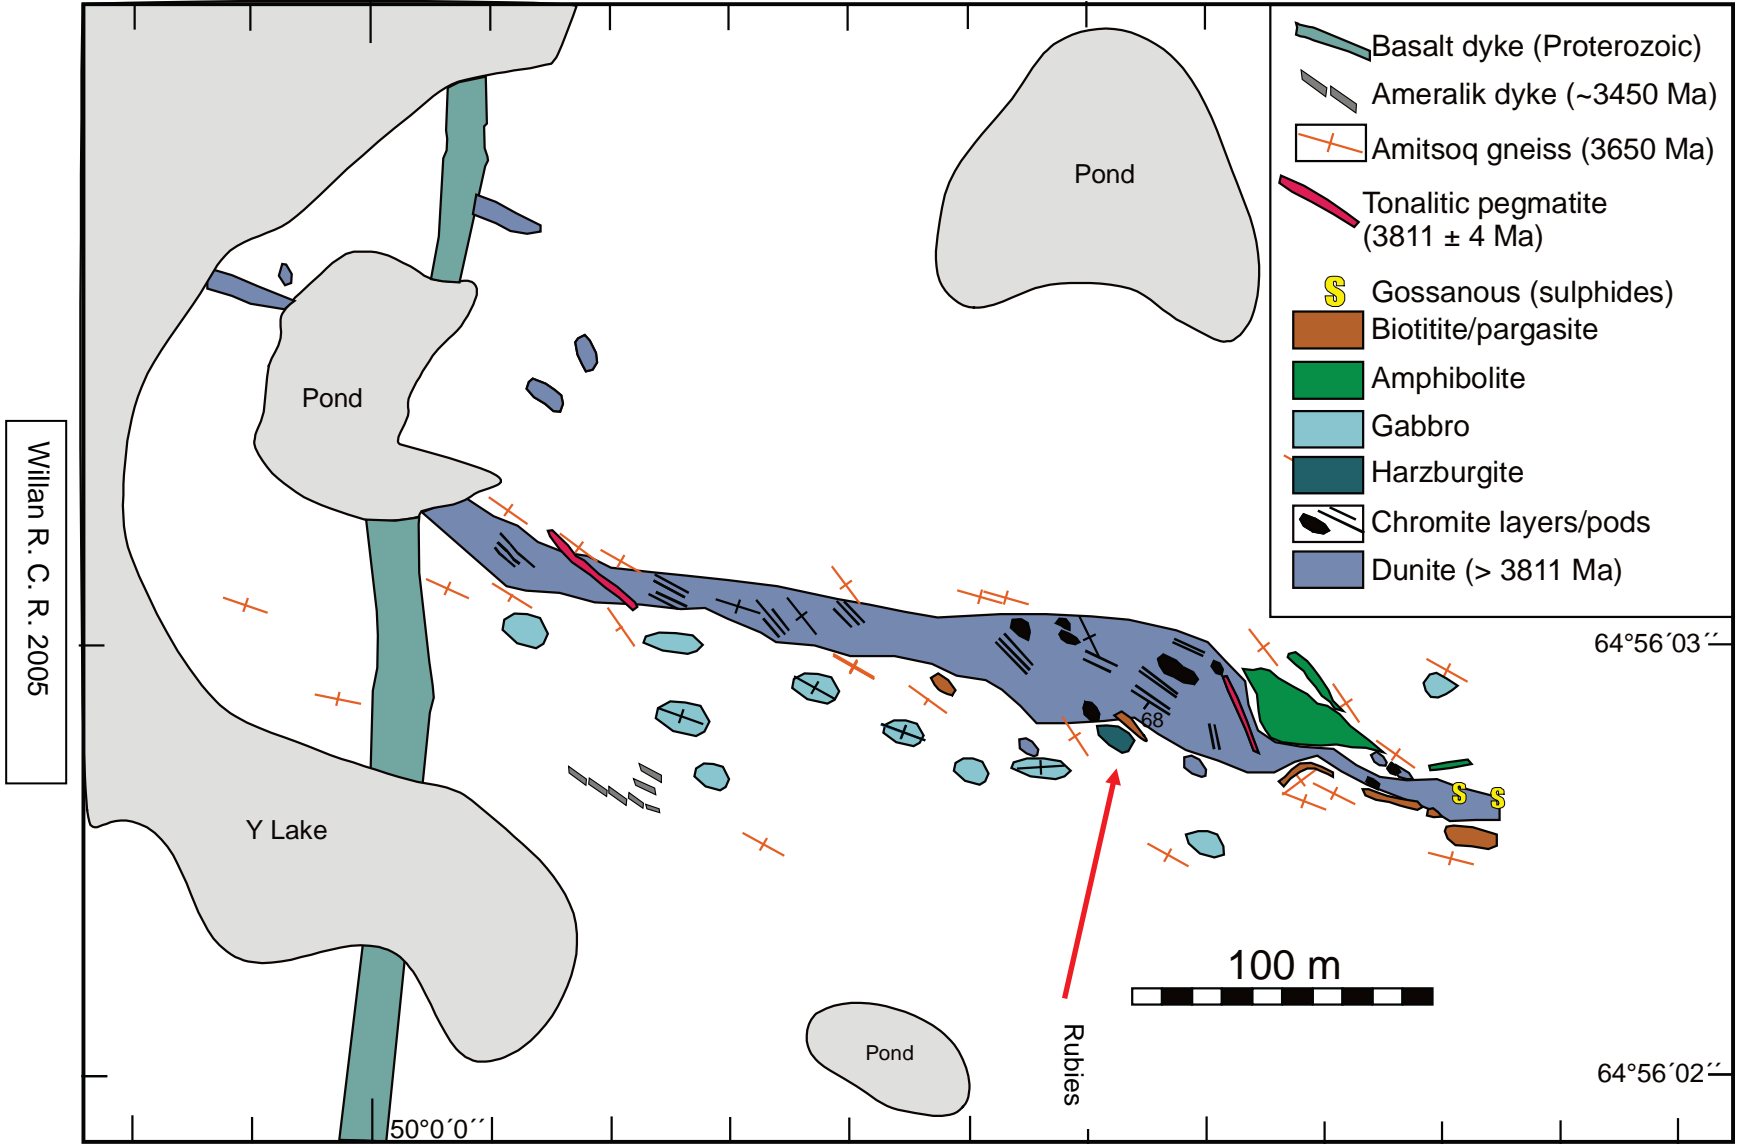 Basalt dyke (Proterozoic)
Ameralik dyke (~3450 Ma)
Amitsoq gneiss (3650 Ma)
Tonalitic pegmatite
(3811 ± 4 Ma)
S Gossanous (sulphides)
Biotitite/pargasite
Amphibolite
Gabbro
Harzburgite
Chromite layers/pods
Dunite (> 3811 Ma)
Pond
Pond
Willan R. C. R. 2005
64°56´03´´
68
S S
Y Lake
100 m
Rubies
Pond
64°56´02´´
50°0´0´´